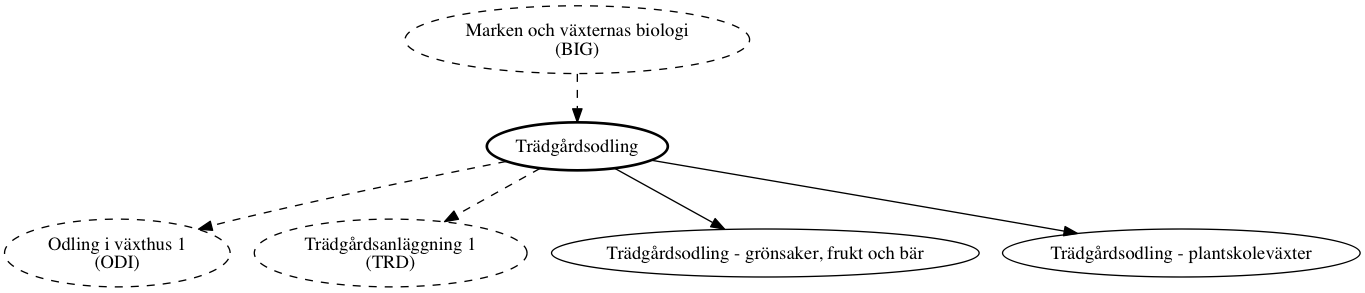 Marken och växternas biologi
(BIG)
Trädgårdsodling
Odling i växthus 1
(ODI)
Trädgårdsanläggning 1
(TRD)
Trädgårdsodling - grönsaker, frukt och bär
Trädgårdsodling - plantskoleväxter